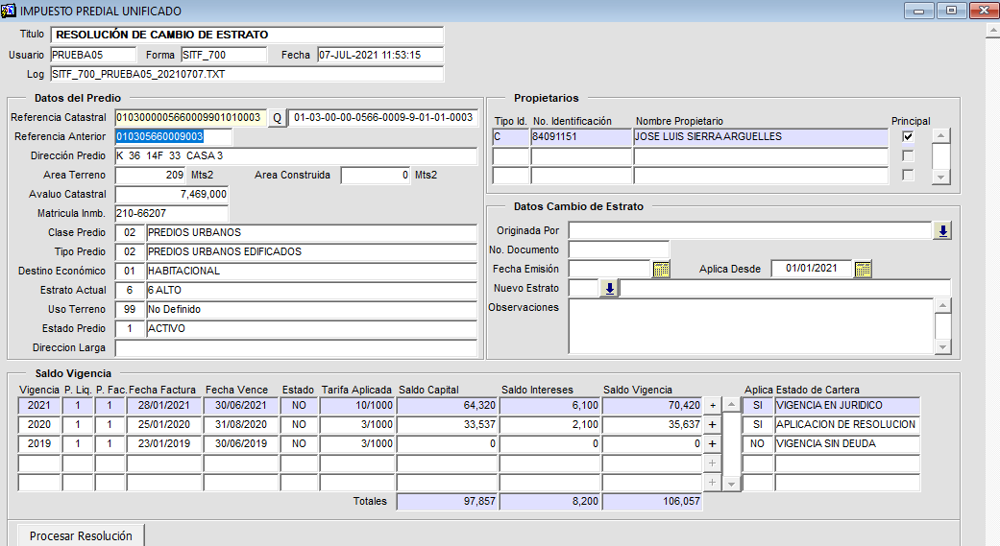 IMPUESTO PREDIAL UNIFICADO
Titulo RESOLUCIÓN DE CAMBIO DE ESTRATO
Usuario PRUEBA05 Forma SITF_700 Fecha 07-JUL-2021 11:53:15
Log SITF_700_PRUEBA05_20210707.TXT
Datos del Predio
Referencia Catastral 0103000005660009901010003 Q 01-03-00-00-0566-0009-9-01-01-0003
Referencia Anterior 010305660009003
Dirección Predio K 36 14F 33 CASA 3
Area Terreno 209 Mts2 Area Construida 0 Mts2
Avaluo Catastral 7,469,000
Matricula Inmb. 210-66207
Clase Predio 02 PREDIOS URBANOS
Tipo Predio 02 PREDIOS URBANOS EDIFICADOS
Destino Económico 01 HABITACIONAL
Estrato Actual 6 6 ALTO
Uso Terreno 99 No Definido
Estado Predio 1 ACTIVO
Direccion Larga
Propietarios
Tipo Id. No. Identificación Nombre Propietario Principal
C 84091151 JOSE LUIS SIERRA ARGUELLES
Datos Cambio de Estrato
Originada Por
No. Documento
Fecha Emisión Aplica Desde 01/01/2021
Nuevo Estrato
Observaciones
Saldo Vigencia
Vigencia P. Liq. P. Fac. Fecha Factura Fecha Vence Estado Tarifa Aplicada Saldo Capital Saldo Intereses Saldo Vigencia Aplica Estado de Cartera
2021 1 1 28/01/2021 30/06/2021 NO 10/1000 64,320 6,100 70,420 + SI VIGENCIA EN JURIDICO
2020 1 1 25/01/2020 31/08/2020 NO 3/1000 33,537 2,100 35,637 + SI APLICACION DE RESOLUCION
2019 1 1 23/01/2019 30/06/2019 NO 3/1000 0 0 0 + NO VIGENCIA SIN DEUDA
+
+
Totales 97,857 8,200 106,057
Procesar Resolución